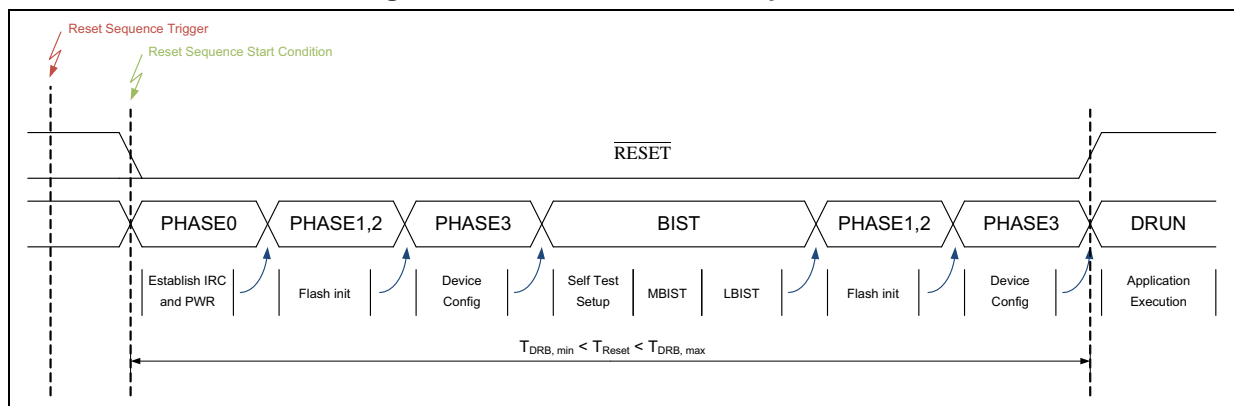 Reset Sequence Trigger
Reset Sequence Start Condition
RESET
PHASE0 PHASE1,2 PHASE3 BIST PHASE1,2 PHASE3 DRUN
Establish IRC and PWR
Flash init
Device Config
Self Test Setup
MBIST
LBIST
Flash init
Device Config
Application Execution
TDRB, min < TReset < TDRB, max